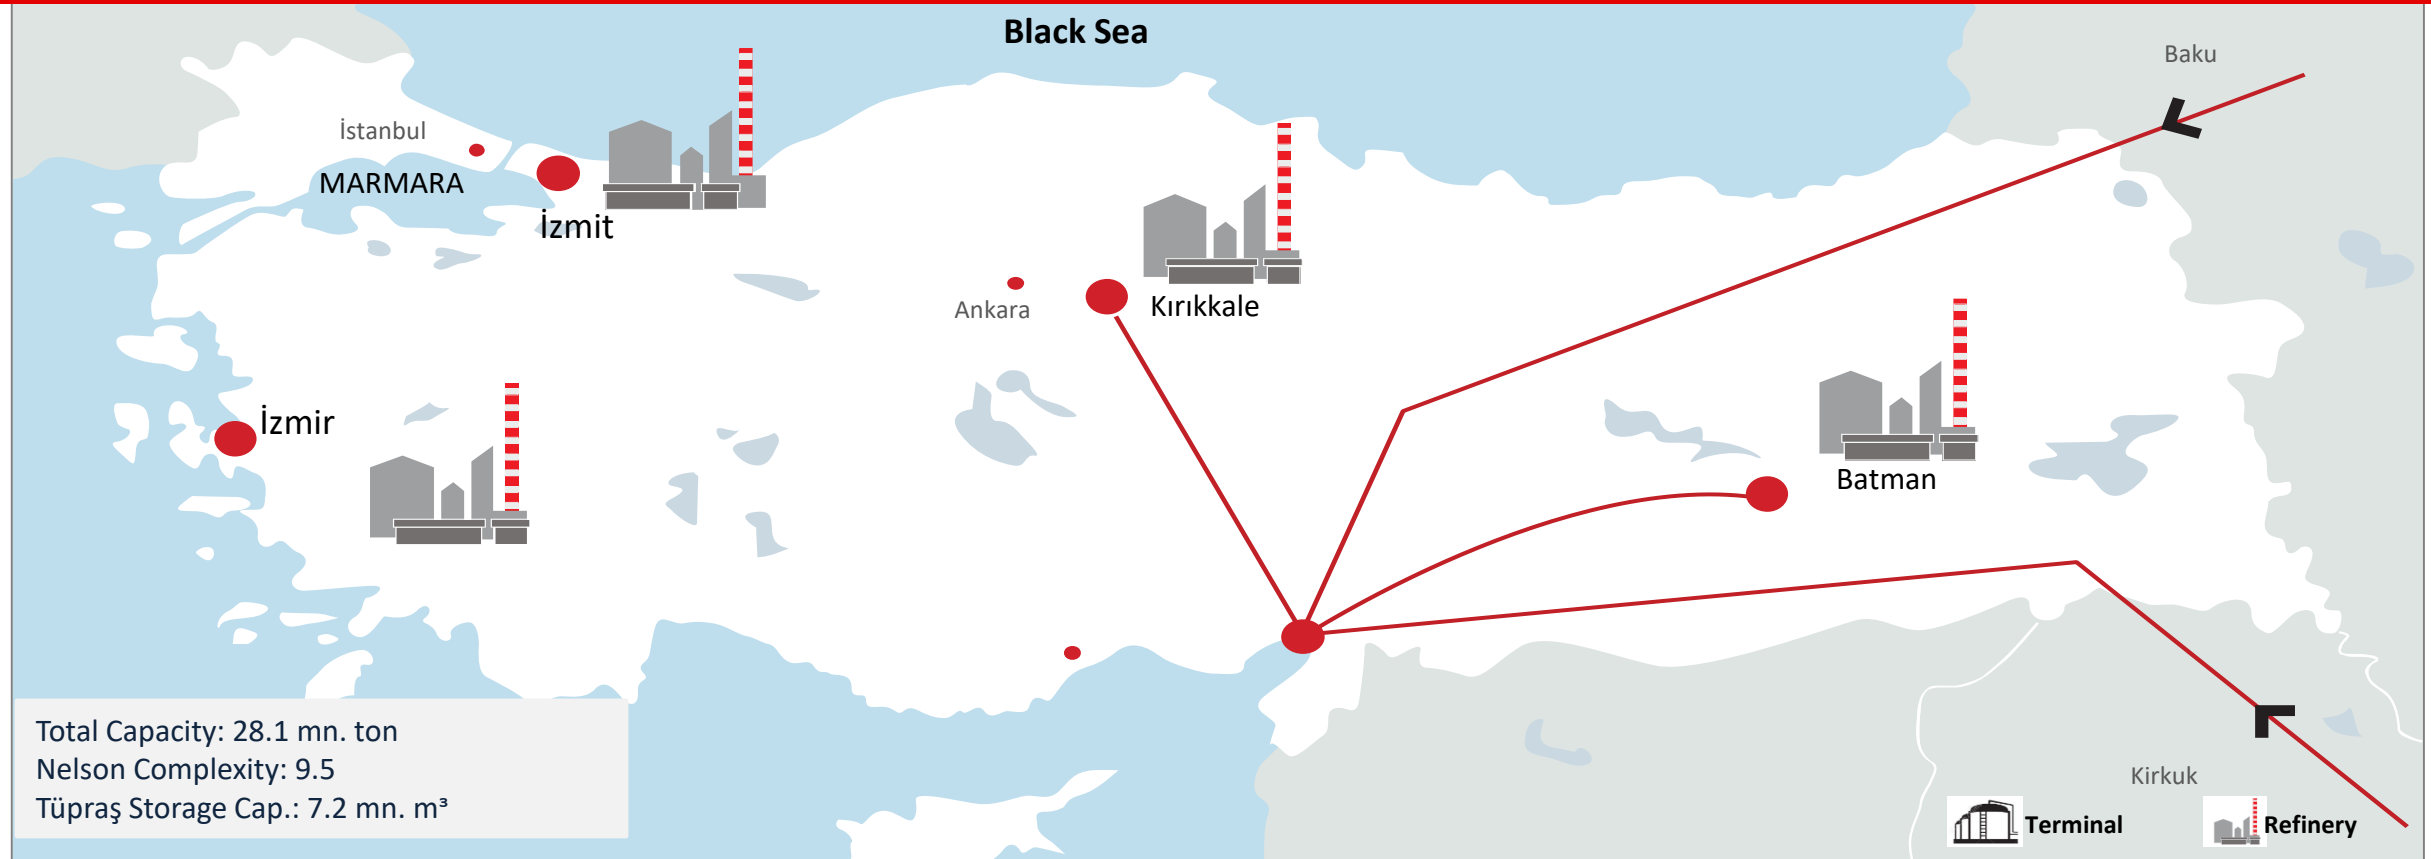 Black Sea
Baku
İstanbul
MARMARA
İzmit
Ankara
Kırıkkale
İzmir
Batman
Total Capacity: 28.1 mn. ton
Nelson Complexity: 9.5
Tüpraş Storage Cap.: 7.2 mn. m³
Kirkuk
Terminal
Refinery